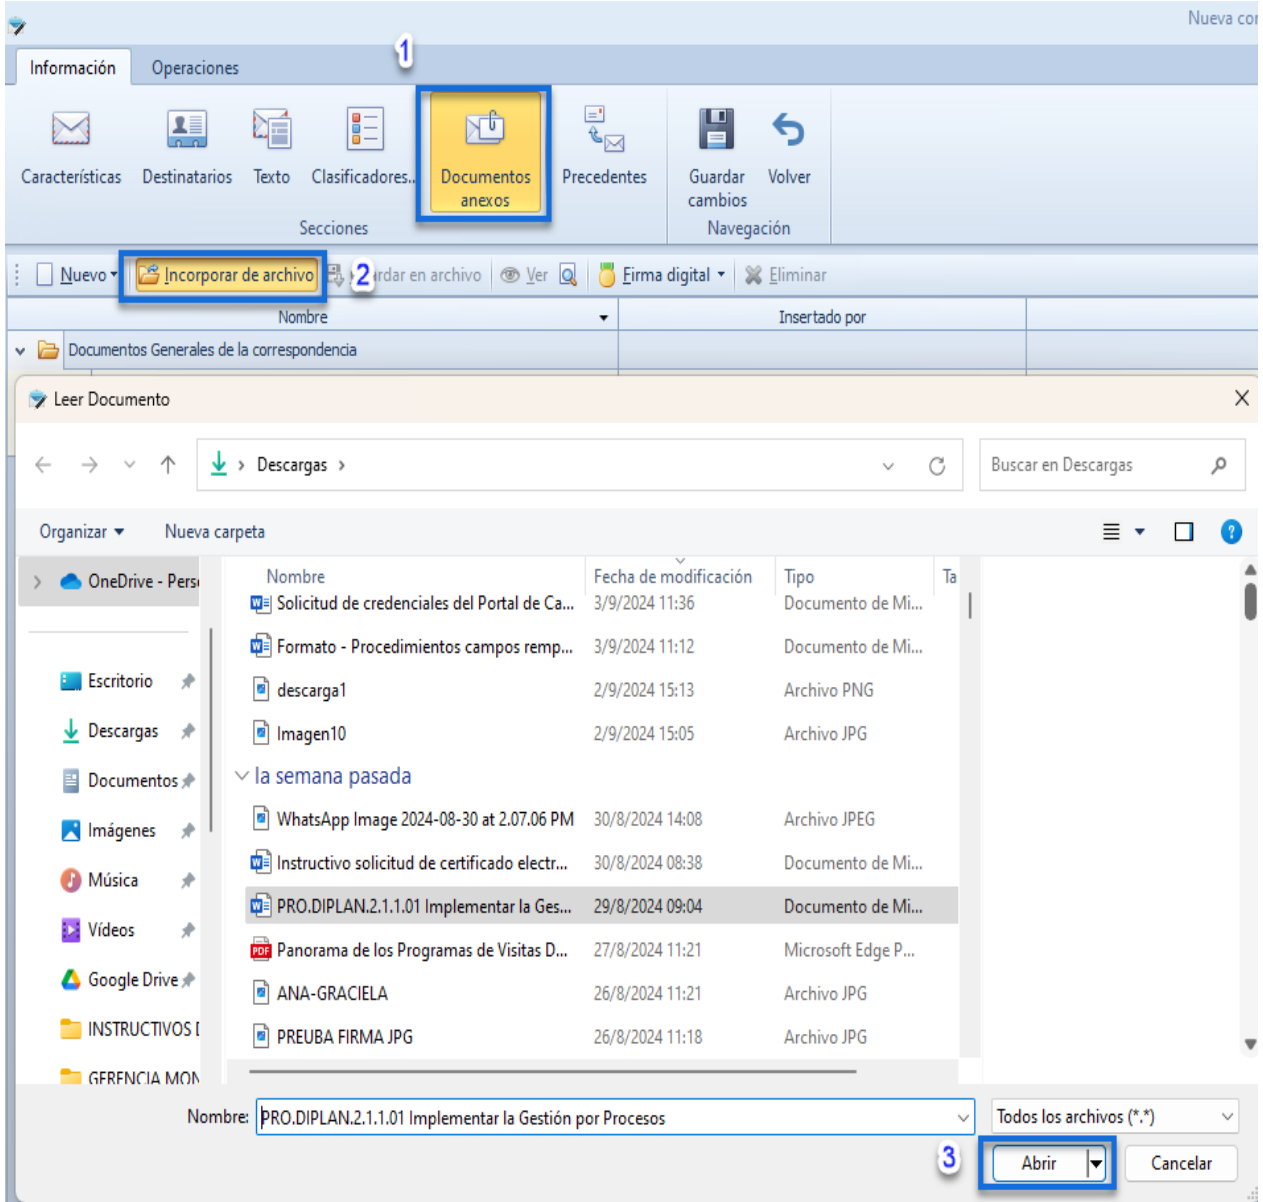 Nueva cor
1
Información Operaciones
Características Destinatarios Texto Clasificadores... Documentos anexos Precedentes Guardar cambios Volver
Secciones Navegación
Nuevo Incorporar de archivo 2 rdar en archivo Ver Firma digital Eliminar
Nombre Insertado por
Documentos Generales de la correspondencia
Leer Documento
Descargas Buscar en Descargas
Organizar Nueva carpeta
OneDrive - Pers
Nombre Fecha de modificación Tipo Ta
Solicitud de credenciales del Portal de Ca... 3/9/2024 11:36 Documento de Mi...
Formato - Procedimientos campos remp... 3/9/2024 11:12 Documento de Mi...
Escritorio
descarga1 2/9/2024 15:13 Archivo PNG
Descargas
Imagen10 2/9/2024 15:05 Archivo JPG
Documentos
la semana pasada
Imágenes
WhatsApp Image 2024-08-30 at 2.07.06 PM 30/8/2024 14:08 Archivo JPEG
Música
Instructivo solicitud de certificado electr... 30/8/2024 08:38 Documento de Mi...
Vídeos
PRO.DIPLAN.2.1.1.01 Implementar la Ges... 29/8/2024 09:04 Documento de Mi...
Google Drive
Panorama de los Programas de Visitas D... 27/8/2024 11:21 Microsoft Edge P...
ANA-GRACIELA 26/8/2024 11:21 Archivo JPG
INSTRUCTIVOS D
PREUBA FIRMA JPG 26/8/2024 11:18 Archivo JPG
GERENCIA MON
Nombre: PRO.DIPLAN.2.1.1.01 Implementar la Gestión por Procesos Todos los archivos (*.*)
3 Abrir Cancelar